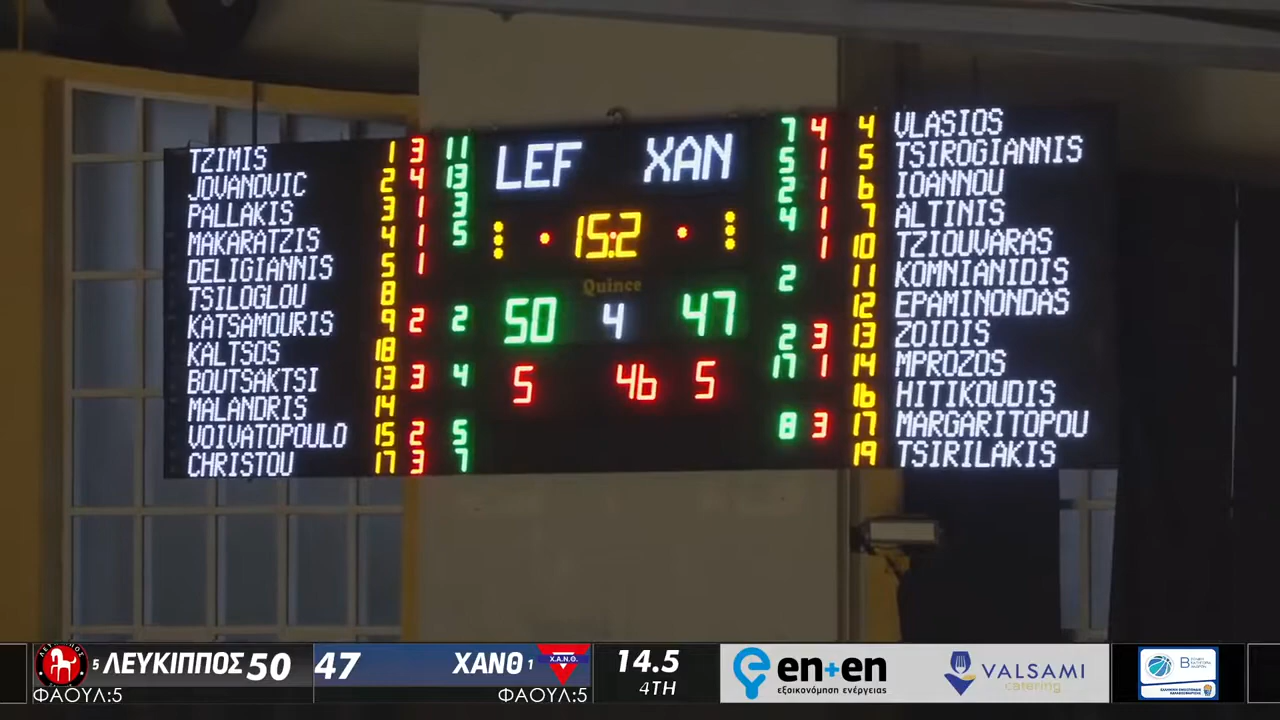 TZIMIS 1 3 11
JOVANOVIC 2 4 13
PALLAKIS 3 1 3
MAKARATZIS 4 1 5
DELIGIANNIS 5 1
TSILOGLOU 8
KATSAMOURIS 9 2 2
KALTSOS 18
BOUTSAKTSI 13 3 4
MALANDRIS 14
VOIVATOPOULO 15 2 5
CHRISTOU 17 3 7
LEF XAN
15:2
Quince
50 4 47
5 46 5
7 4 4 VLASIOS
5 1 5 TSIROGIANNIS
2 1 6 IOANNOU
4 1 7 ALTINIS
1 10 TZIOUVARAS
2 11 KOMNIANIDIS
12 EPAMINONDAS
2 3 13 ZOIDIS
17 1 14 MPROZOS
16 HITIKOUDIS
8 3 17 MARGARITOPOU
19 TSIRILAKIS
5 ΛΕΥΚΙΠΠΟΣ 50 47 ΧΑΝΘ 1 Χ.Α.Ν.Θ. 14.5
ΦΑΟΥΛ:5 ΦΑΟΥΛ:5 4TH
en+en
εξοικονόμηση ενέργειας
VALSAMI
catering